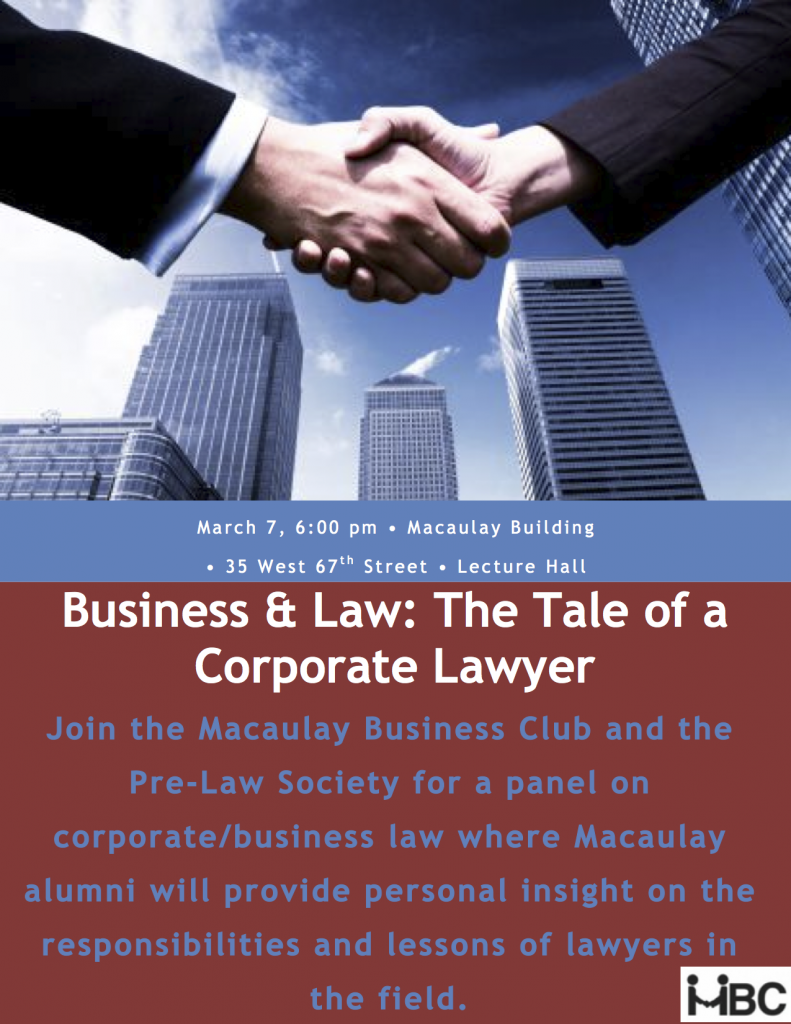 March 7, 6:00 pm • Macaulay Building
• 35 West 67th Street • Lecture Hall
Business & Law: The Tale of a
Corporate Lawyer
Join the Macaulay Business Club and the
Pre-Law Society for a panel on
corporate/business law where Macaulay
alumni will provide personal insight on the
responsibilities and lessons of lawyers in
the field.
MBC